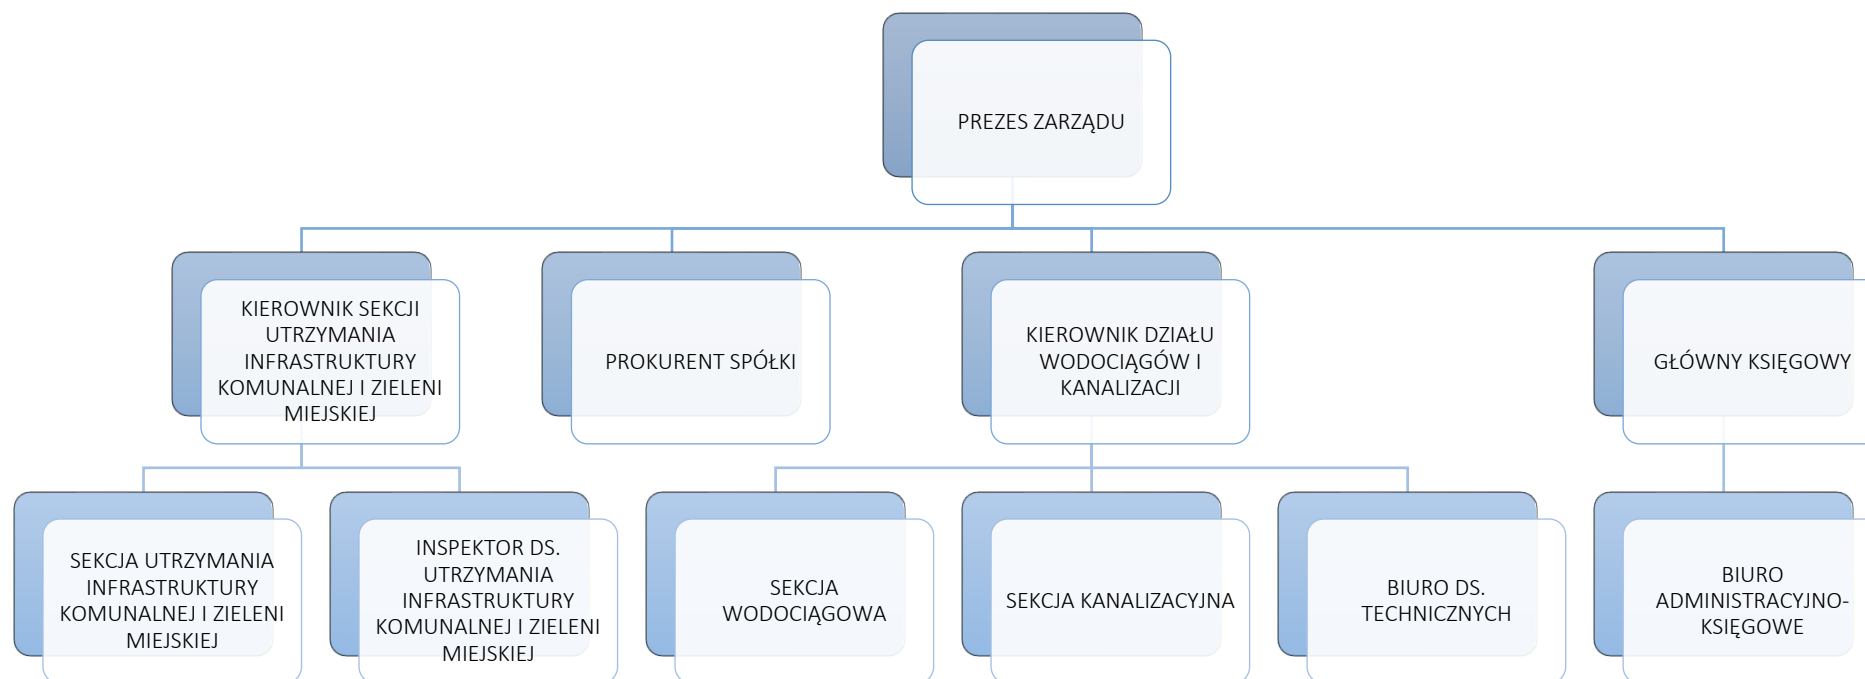 PREZES ZARZĄDU
KIEROWNIK SEKCJI
UTRZYMANIA
INFRASTRUKTURY
KOMUNALNEJ I ZIELENI
MIEJSKIEJ
PROKURENT SPÓŁKI
KIEROWNIK DZIAŁU
WODOCIĄGÓW I
KANALIZACJI
GŁÓWNY KSIĘGOWY
SEKCJA UTRZYMANIA
INFRASTRUKTURY
KOMUNALNEJ I ZIELENI
MIEJSKIEJ
INSPEKTOR DS.
UTRZYMANIA
INFRASTRUKTURY
KOMUNALNEJ I ZIELENI
MIEJSKIEJ
SEKCJA
WODOCIĄGOWA
SEKCJA KANALIZACYJNA
BIURO DS.
TECHNICZNYCH
BIURO
ADMINISTRACYJNO-
KSIĘGOWE